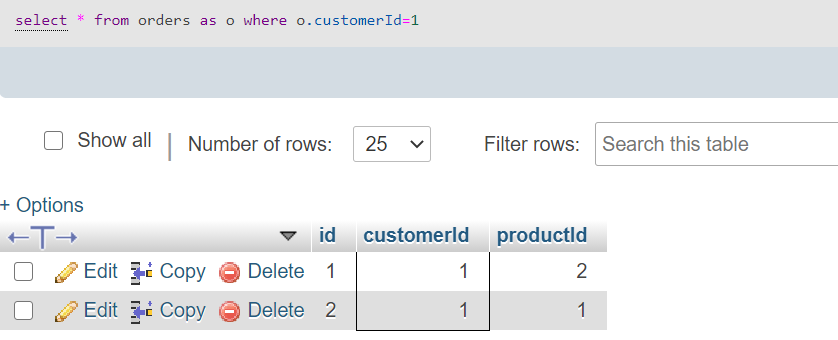 select * from orders as o where o.customerId=1
Show all | Number of rows: 25 Filter rows: Search this table
+ Options
←T→ id customerId productId
Edit Copy Delete 1 1 2
Edit Copy Delete 2 1 1